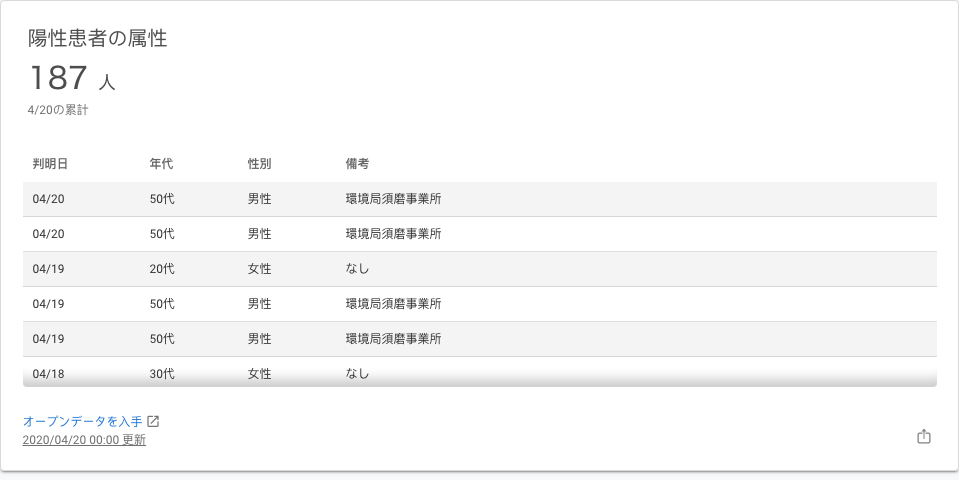 陽性患者の属性
187 人
4/20の累計
判明日 年代 性別 備考
04/20 50代 男性 環境局須磨事業所
04/20 50代 男性 環境局須磨事業所
04/19 20代 女性 なし
04/19 50代 男性 環境局須磨事業所
04/19 50代 男性 環境局須磨事業所
04/18 30代 女性 なし
オープンデータを入手
2020/04/20 00:00 更新